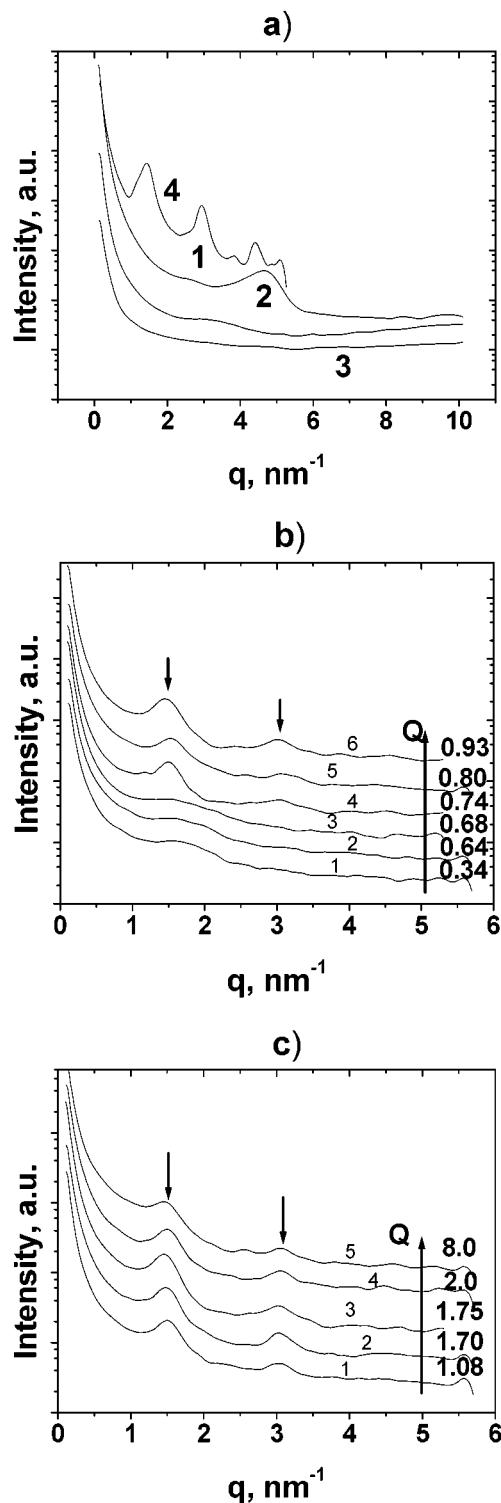 a)
Intensity, a.u.
4
1
2
3
0 2 4 6 8 10
q, nm-1
b)
Intensity, a.u.
Q
6 0.93
5 0.80
4 0.74
3 0.68
2 0.64
1 0.34
0 1 2 3 4 5 6
q, nm-1
c)
Intensity, a.u.
Q
5 8.0
4 2.0
3 1.75
2 1.70
1 1.08
0 1 2 3 4 5 6
q, nm-1